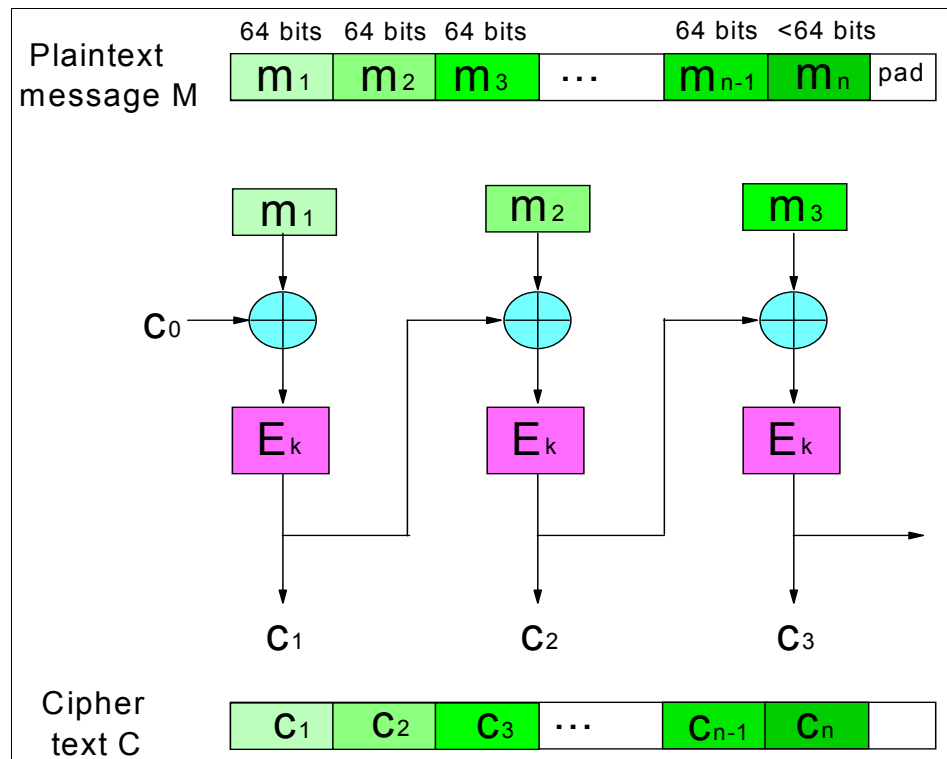 64 bits 64 bits 64 bits 64 bits <64 bits
Plaintext
message M
m1 m2 m3 ... mn-1 mn pad
m1 m2 m3
c0
Ek Ek Ek
c1 c2 c3
Cipher
text C
c1 c2 c3 ... cn-1 cn